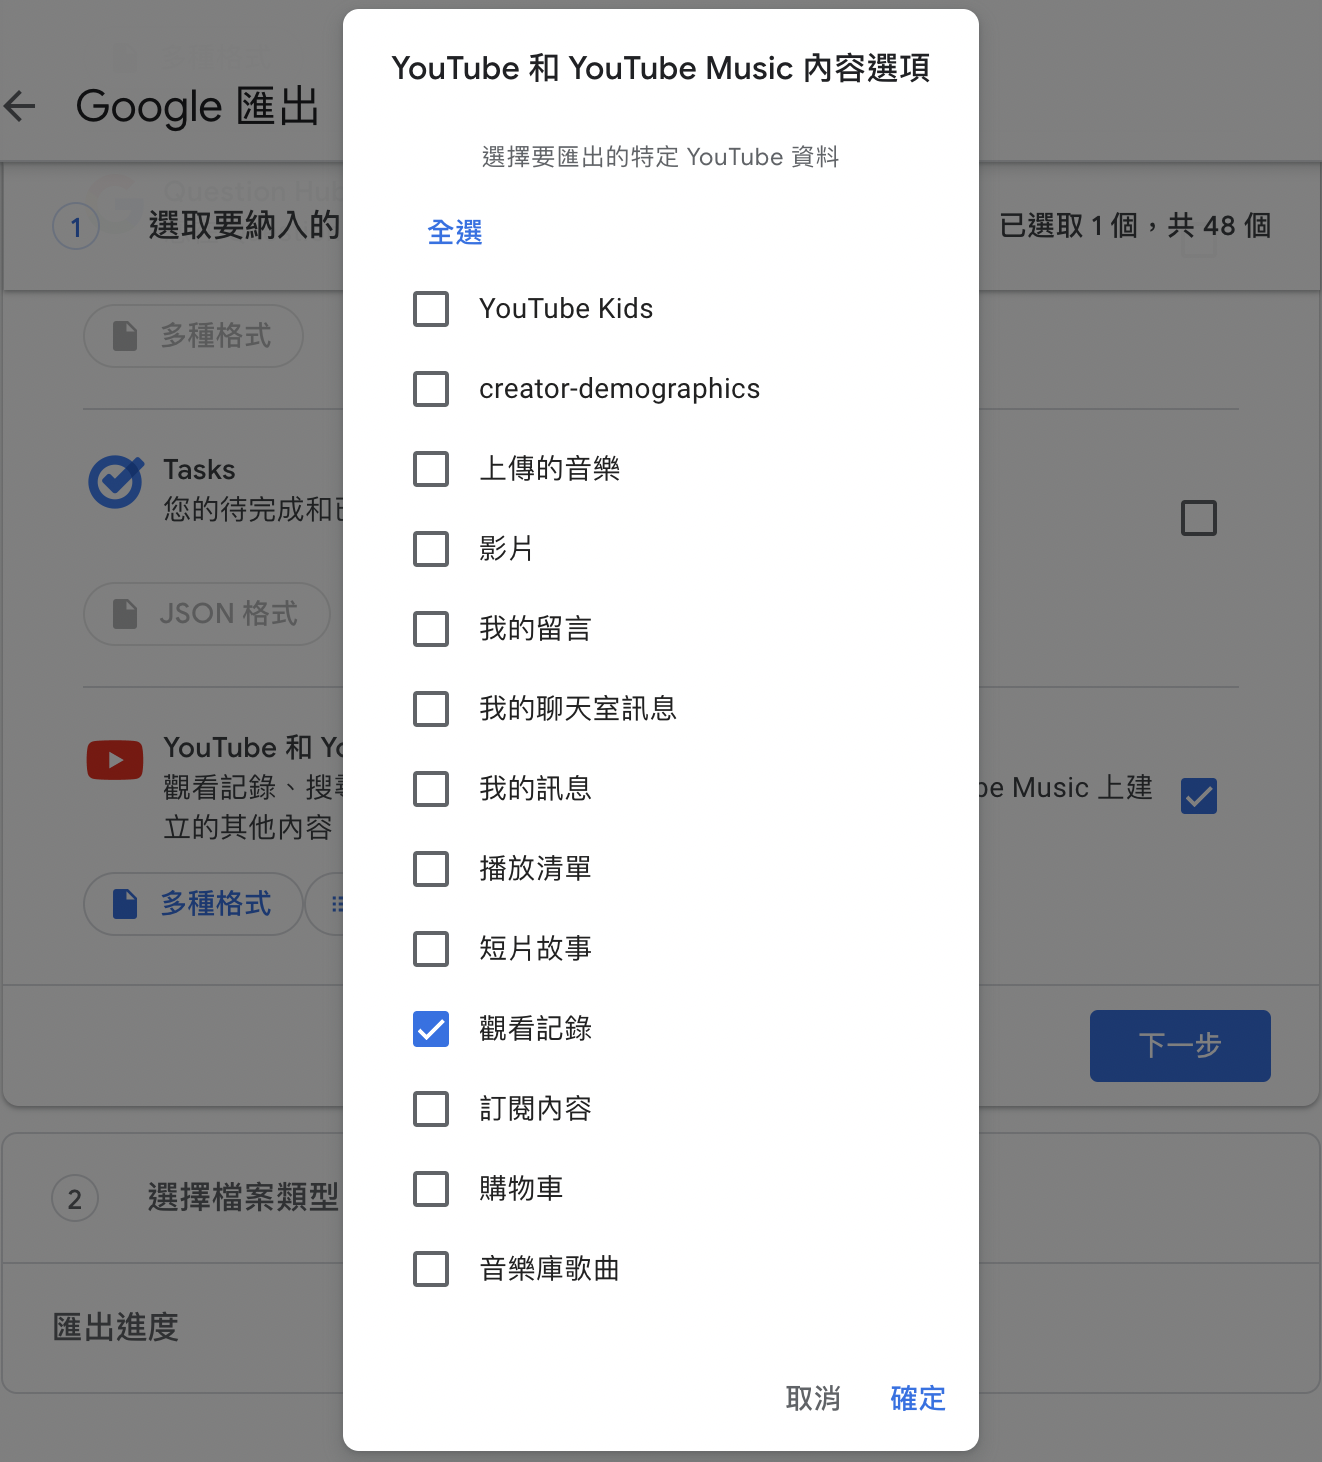 YouTube 和 YouTube Music 內容選項
Google 匯出
選擇要匯出的特定 YouTube 資料
Question Hub
1
選取要納入的
已選取 1 個，共 48 個
全選
YouTube Kids
多種格式
creator-demographics
Tasks
您的待完成和已
上傳的音樂
影片
JSON 格式
我的留言
我的聊天室訊息
YouTube 和 Yo
觀看記錄、搜尋
be Music 上建
立的其他內容
我的訊息
播放清單
多種格式
短片故事
觀看記錄
下一步
訂閱內容
2
選擇檔案類型
購物車
音樂庫歌曲
匯出進度
取消
確定